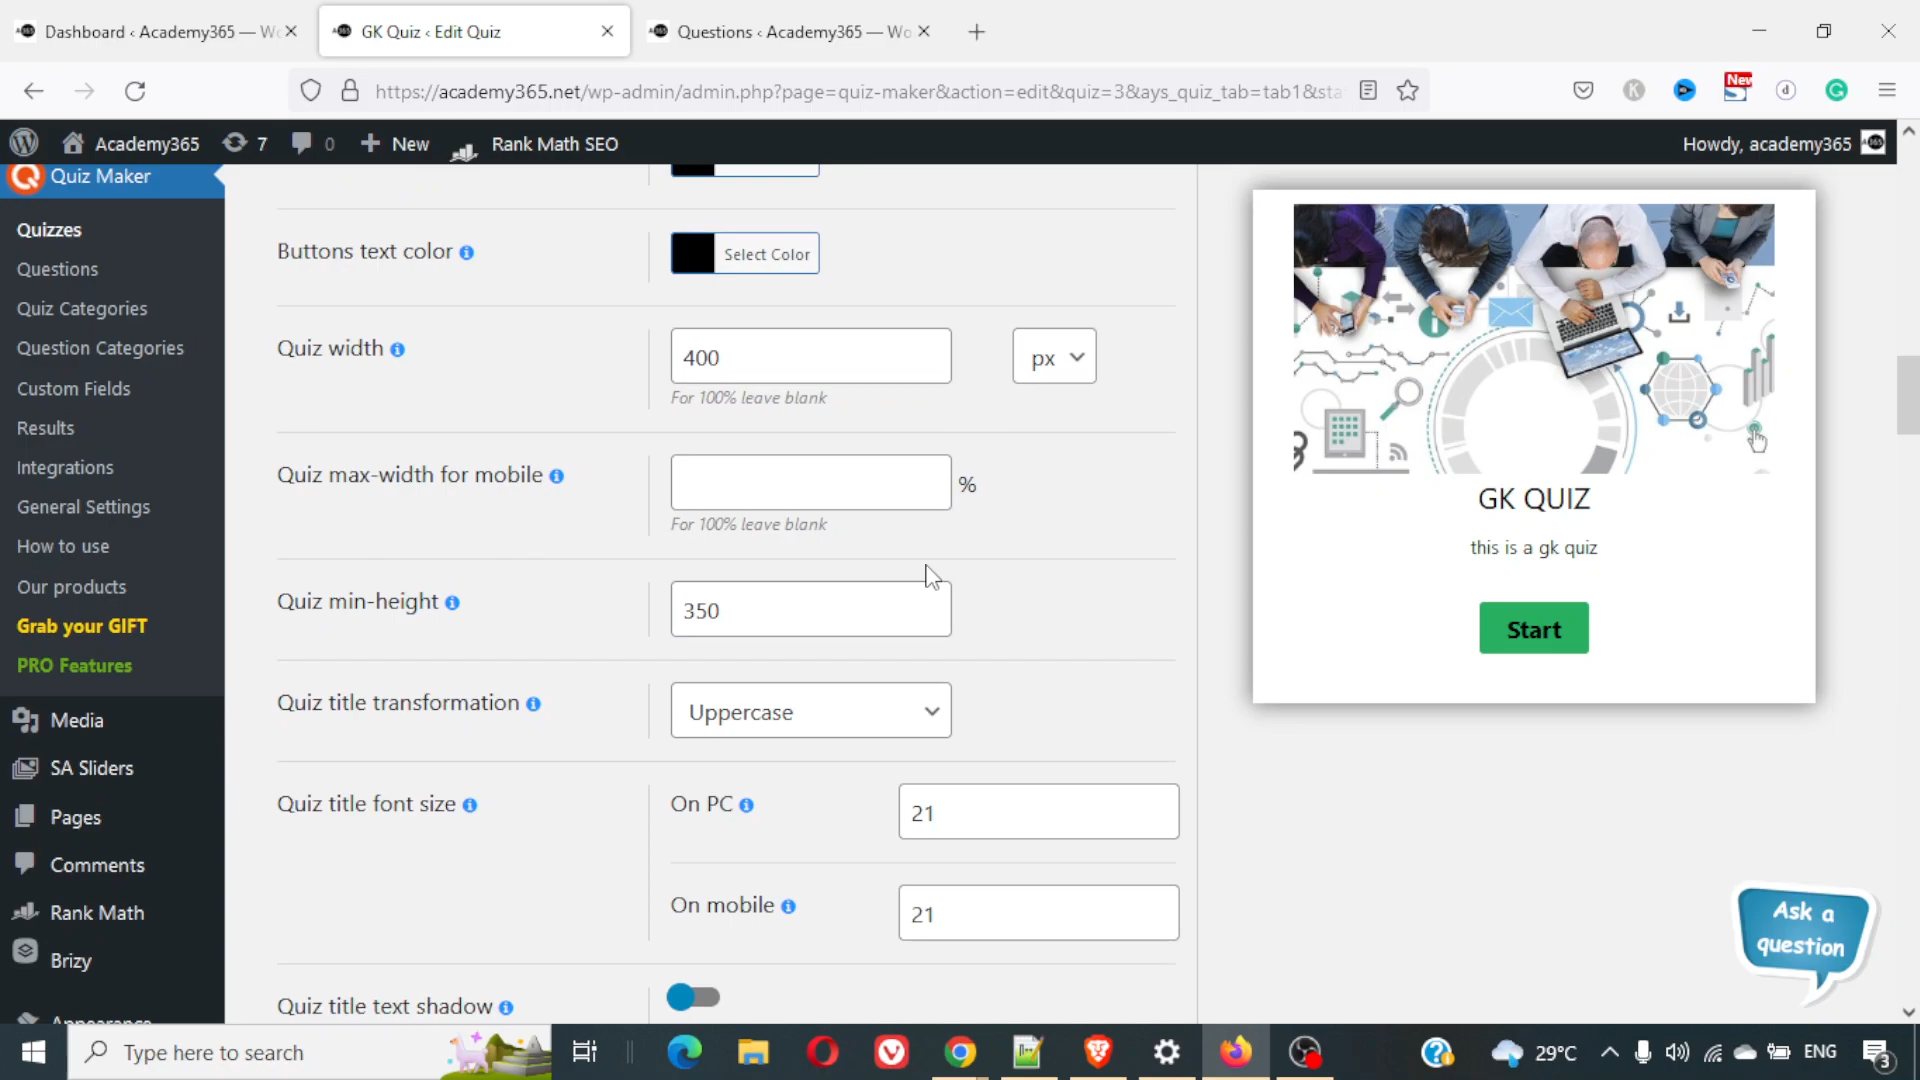 Dashboard ‹ Academy365 — Wo
GK Quiz ‹ Edit Quiz
Questions ‹ Academy365 — Wo
https://academy365.net/wp-admin/admin.php?page=quiz-maker&action=edit&quiz=3&ays_quiz_tab=tab1&sta
New
Academy365
7
0
New
Rank Math SEO
Howdy, academy365
Quiz Maker
Quizzes
Questions
Quiz Categories
Question Categories
Custom Fields
Results
Integrations
General Settings
How to use
Our products
Grab your GIFT
PRO Features
Media
SA Sliders
Pages
Comments
Rank Math
Brizy
Appearance
Buttons text color
Select Color
Quiz width
400
px
For 100% leave blank
Quiz max-width for mobile
%
For 100% leave blank
Quiz min-height
350
Quiz title transformation
Uppercase
Quiz title font size
On PC
21
On mobile
21
Quiz title text shadow
GK QUIZ
this is a gk quiz
Start
Ask a
question
Type here to search
29°C
ENG
3